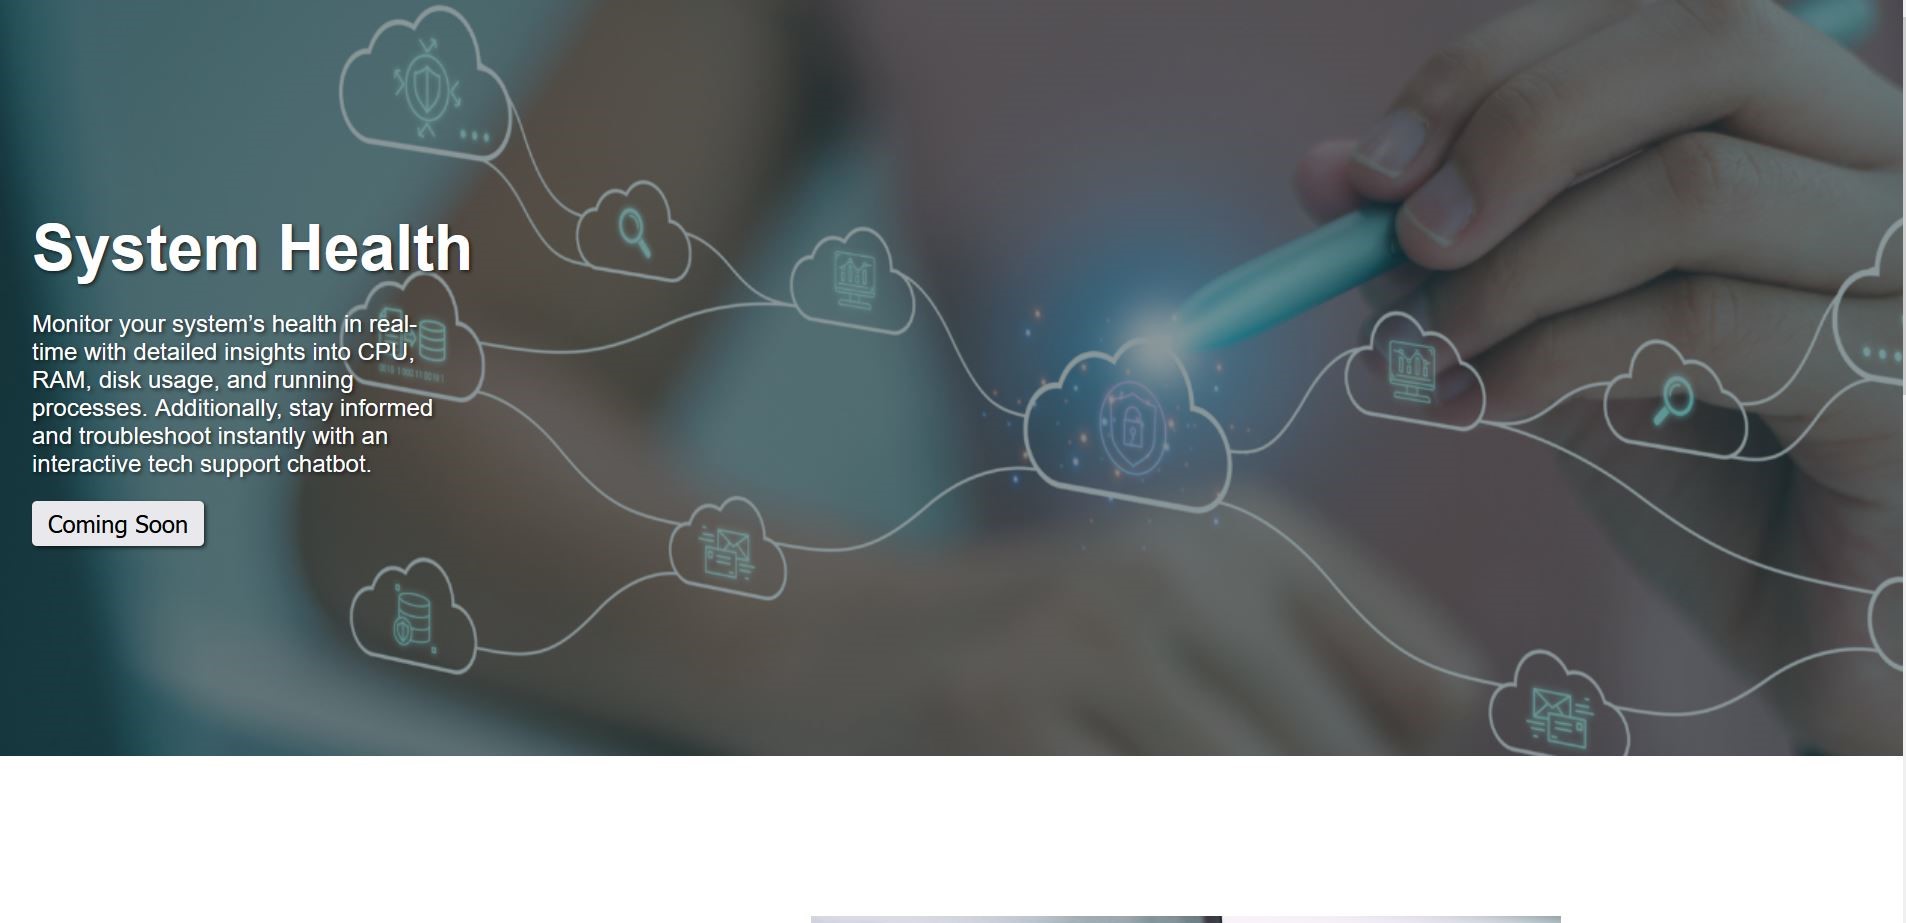 System Health
Monitor your system’s health in real-
time with detailed insights into CPU,
RAM, disk usage, and running
processes. Additionally, stay informed
and troubleshoot instantly with an
interactive tech support chatbot.
Coming Soon